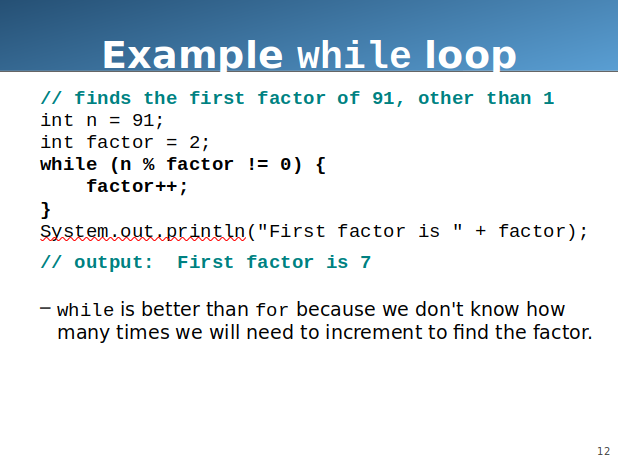 Example while loop
// finds the first factor of 91, other than 1
int n = 91;
int factor = 2;
while (n % factor != 0) {
    factor++;
}
System.out.println("First factor is " + factor);
// output:  First factor is 7
– while is better than for because we don't know how
many times we will need to increment to find the factor.
12